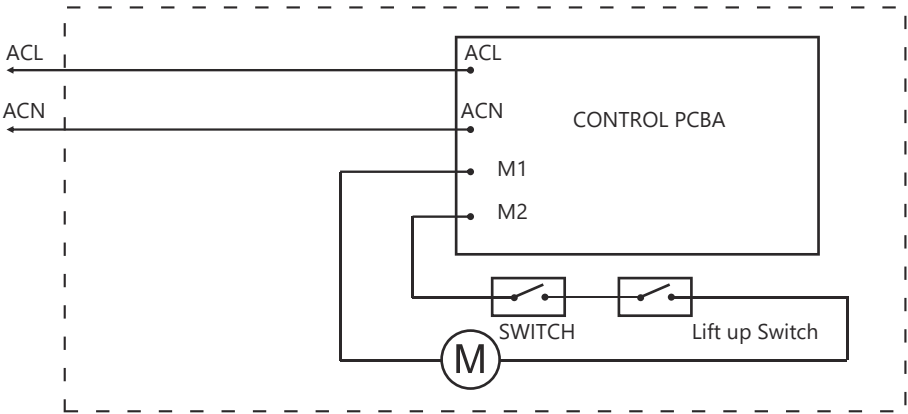 ACL
ACL
ACN
ACN
CONTROL PCBA
M1
M2
SWITCH
Lift up Switch
M